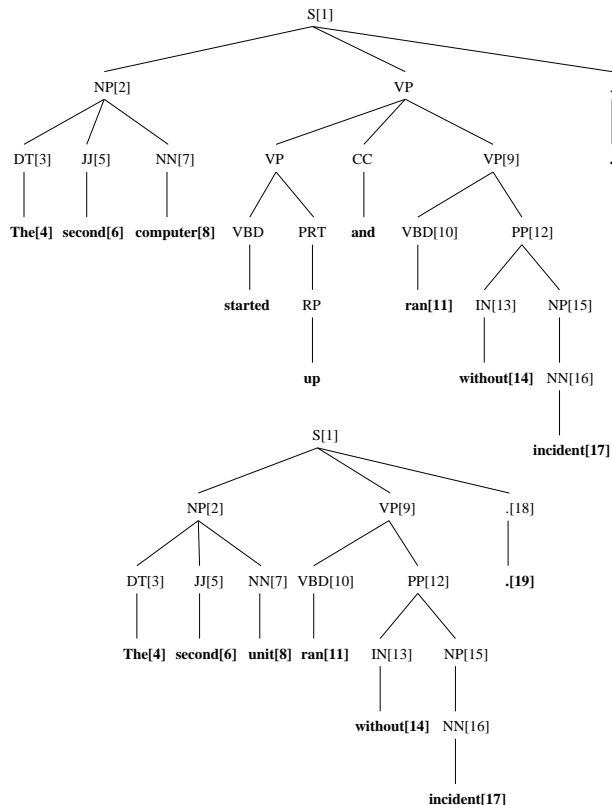 S[1]
NP[2] VP .
DT[3] JJ[5] NN[7] VP CC VP[9] .
The[4] second[6] computer[8] VBD PRT and VBD[10] PP[12]
started RP ran[11] IN[13] NP[15]
up without[14] NN[16]
incident[17]
S[1]
NP[2] VP[9] .[18]
DT[3] JJ[5] NN[7] VBD[10] PP[12] .[19]
The[4] second[6] unit[8] ran[11] IN[13] NP[15]
without[14] NN[16]
incident[17]